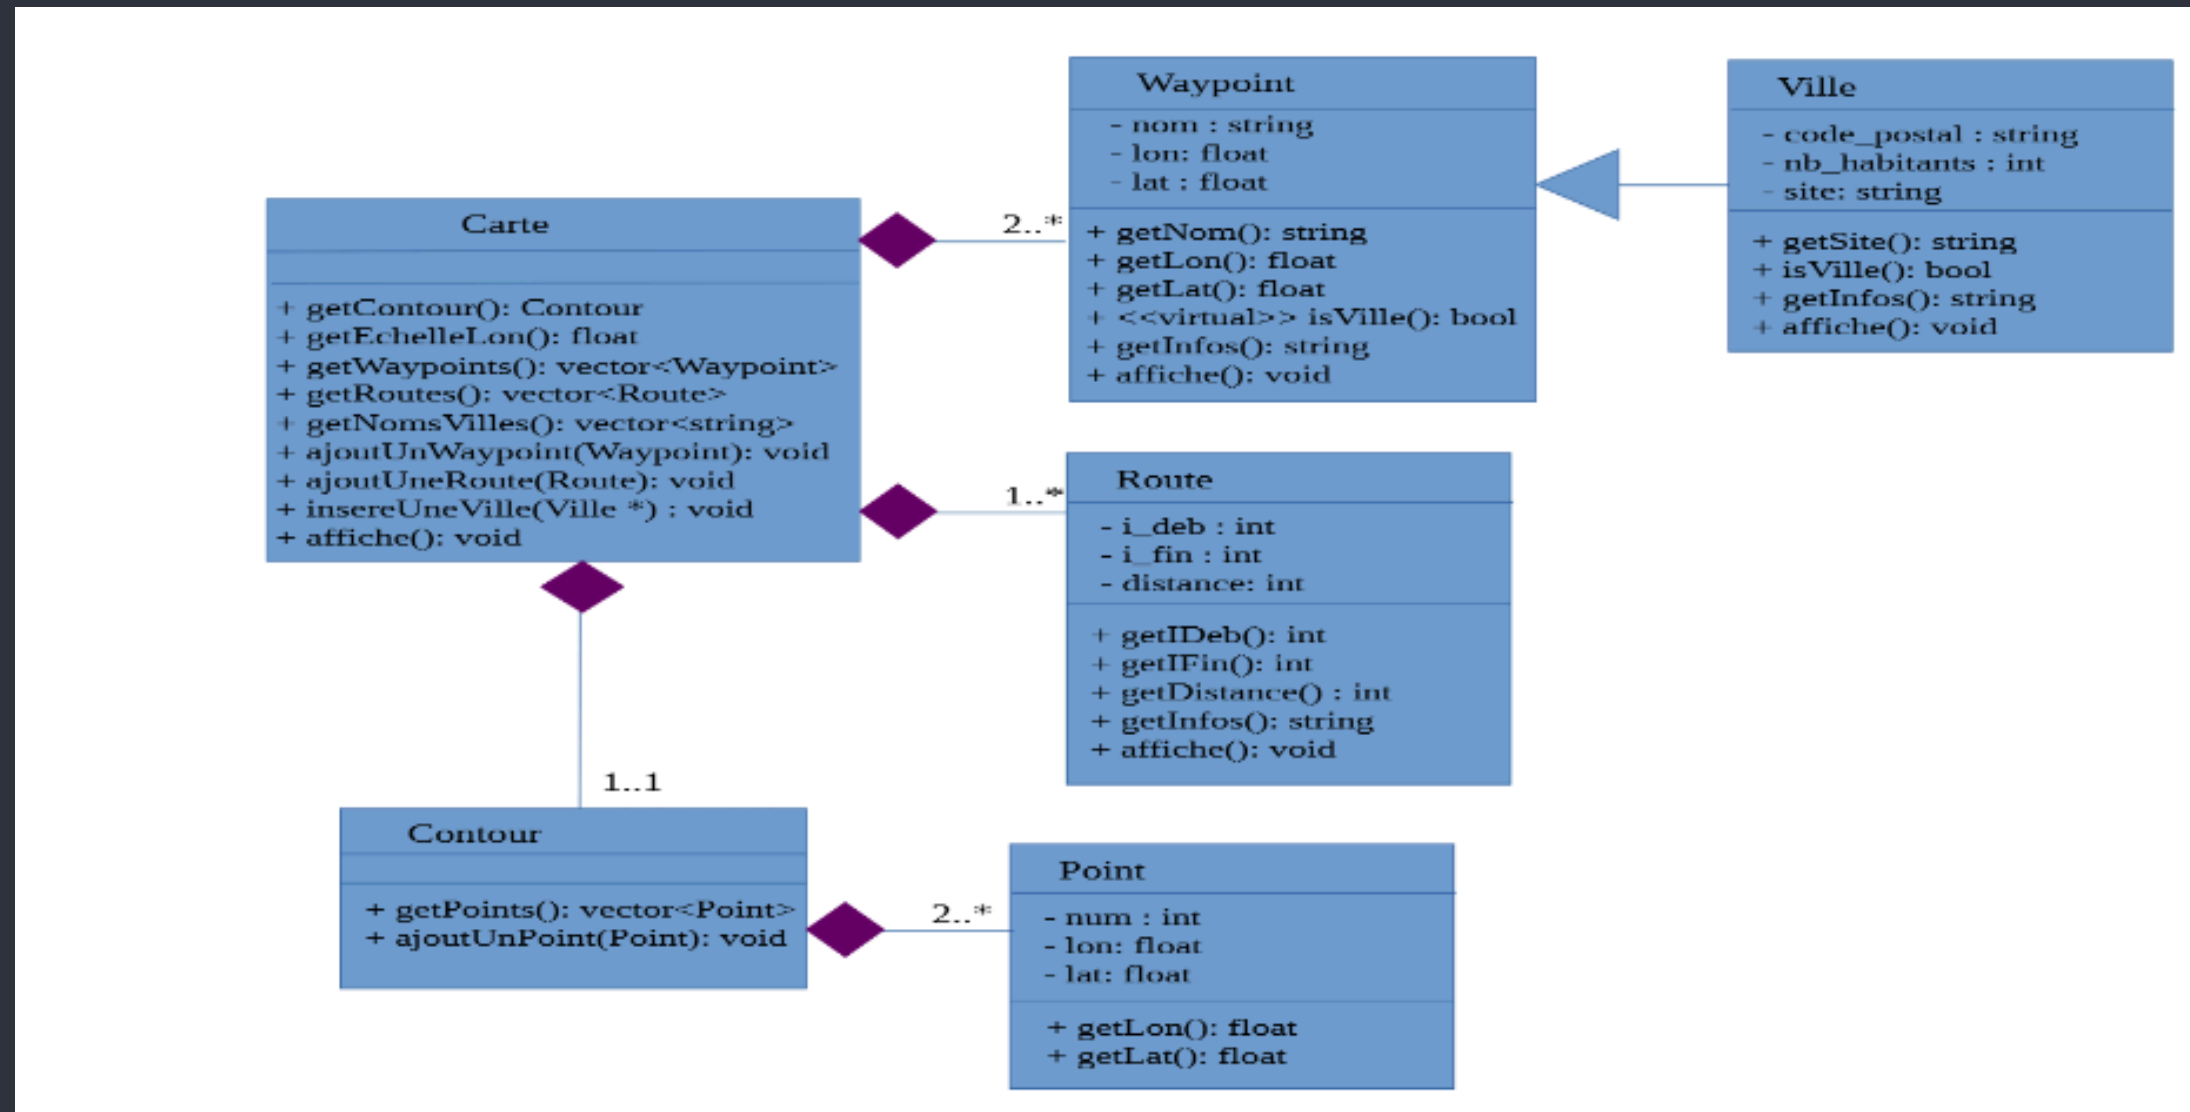 Carte
+ getContour(): Contour
+ getEchelleLon(): float
+ getWaypoints(): vector<Waypoint>
+ getRoutes(): vector<Route>
+ getNomsVilles(): vector<string>
+ ajoutUnWaypoint(Waypoint): void
+ ajoutUneRoute(Route): void
+ insereUneVille(Ville *) : void
+ affiche(): void
2..*
Waypoint
- nom : string
- lon: float
- lat : float
+ getNom(): string
+ getLon(): float
+ getLat(): float
+ <<virtual>> isVille(): bool
+ getInfos(): string
+ affiche(): void
Ville
- code_postal : string
- nb_habitants : int
- site: string
+ getSite(): string
+ isVille(): bool
+ getInfos(): string
+ affiche(): void
1..*
Route
- i_deb : int
- i_fin : int
- distance: int
+ getIDeb(): int
+ getIFin(): int
+ getDistance() : int
+ getInfos(): string
+ affiche(): void
1..1
Contour
+ getPoints(): vector<Point>
+ ajoutUnPoint(Point): void
2..*
Point
- num : int
- lon: float
- lat: float
+ getLon(): float
+ getLat(): float